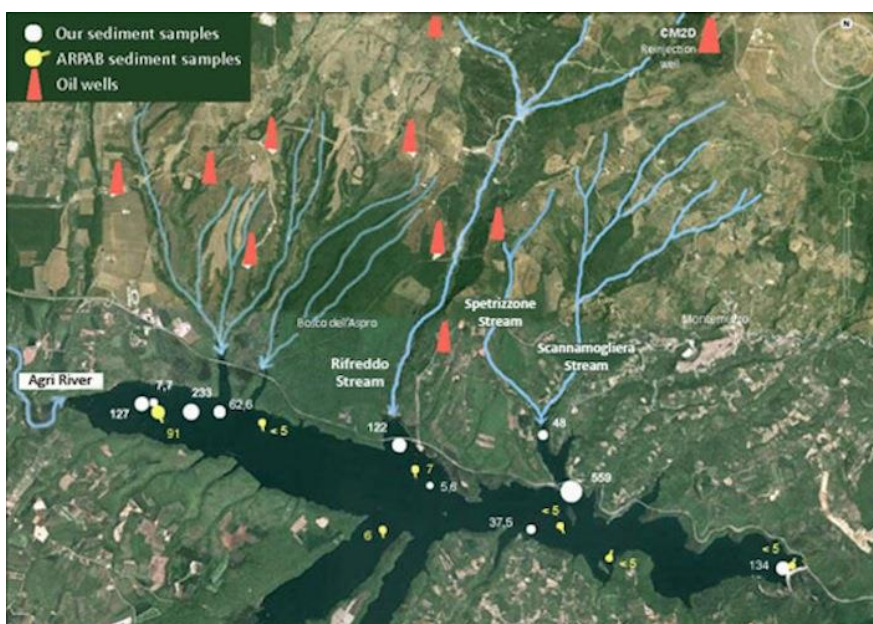 Our sediment samples
ARPAB sediment samples
Oil wells
N
CM2D
Reinjection
well
Spetrizzone
Stream
Bosco dell'Aspro
Montemurro
Scannamogliera
Stream
Rifreddo
Stream
Agri River
7,7
233
127
62,6
91
< 5
122
48
7
5,6
559
< 5
37,5
6
< 5
< 5
134